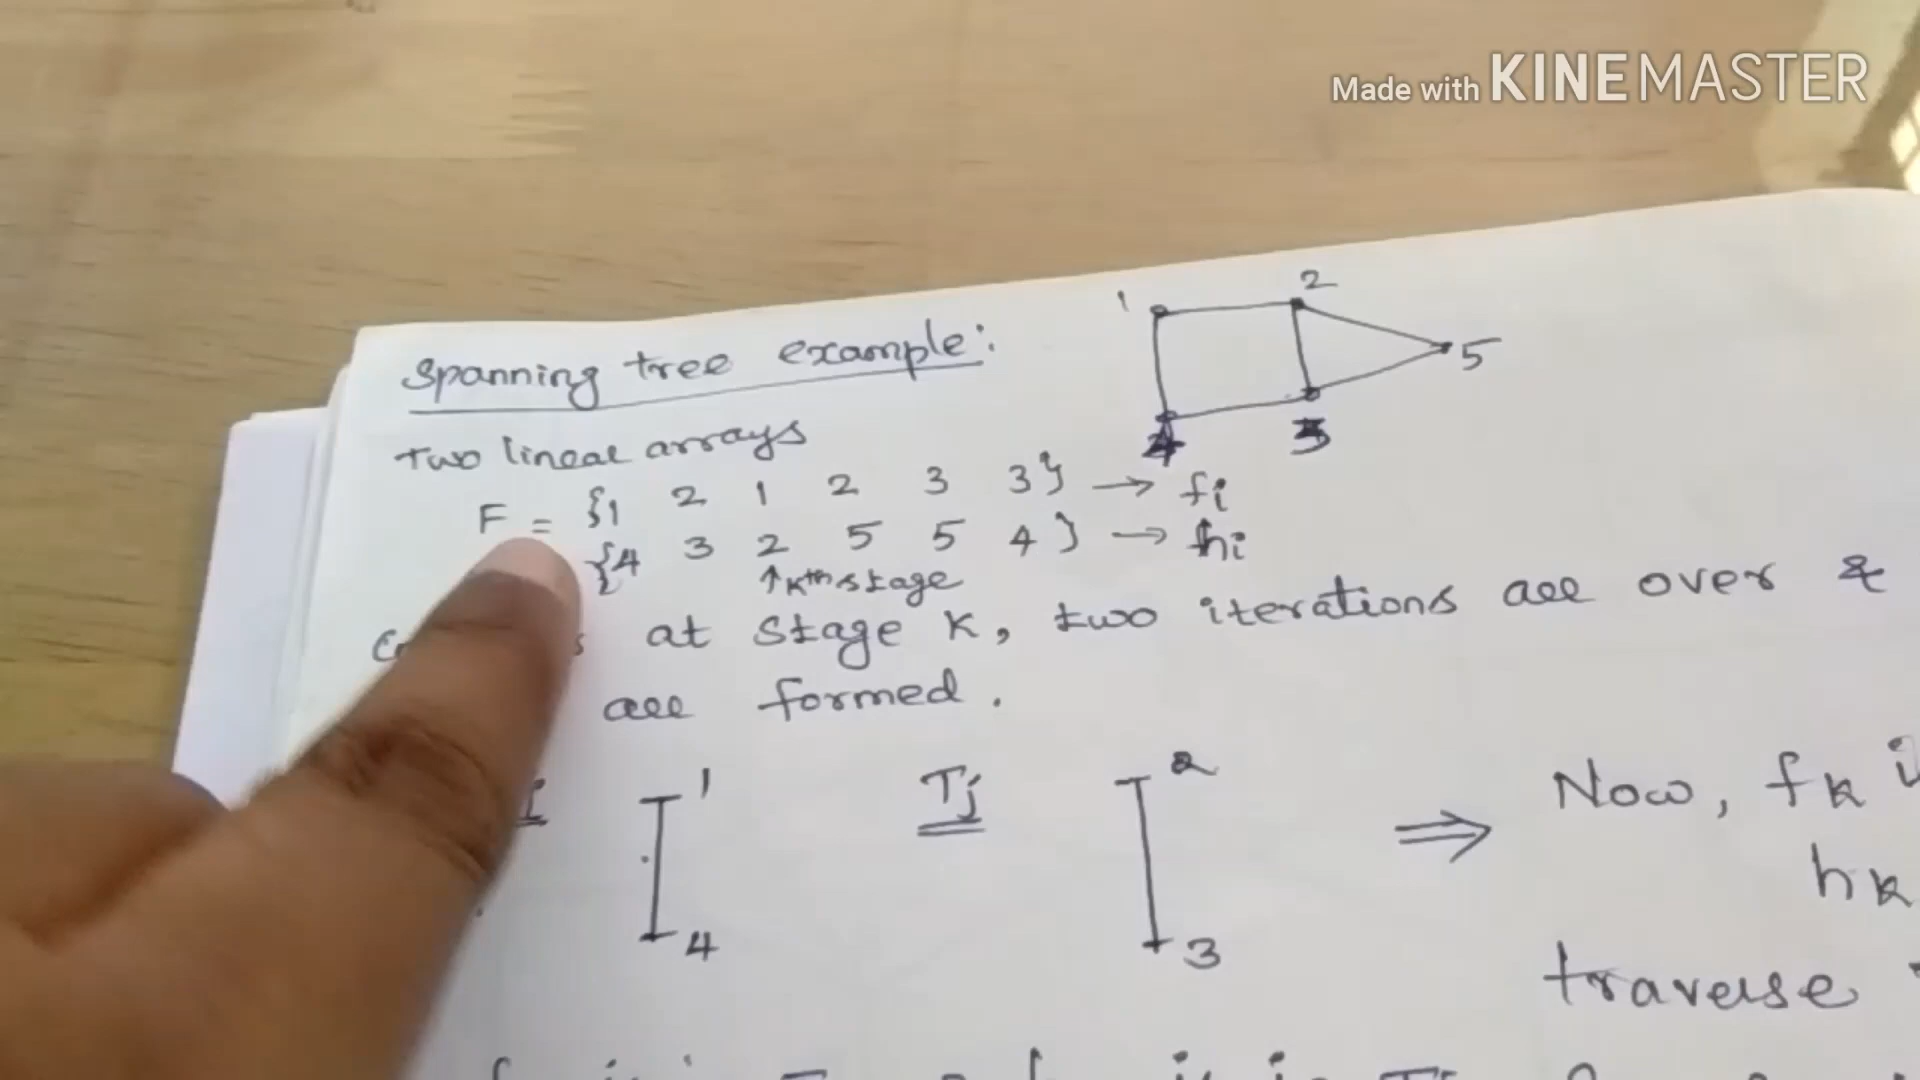 Made with KINEMASTER
Spanning tree example:
1 2 5 4 3
Two linear arrays
F = {1 2 1 2 3 3} → fi
{4 3 2 5 5 4} → hi
↑ Kth stage
at stage K, two iterations are over &
are formed.
1 4
Tj 2 3
⇒ Now, fk
hk
traverse